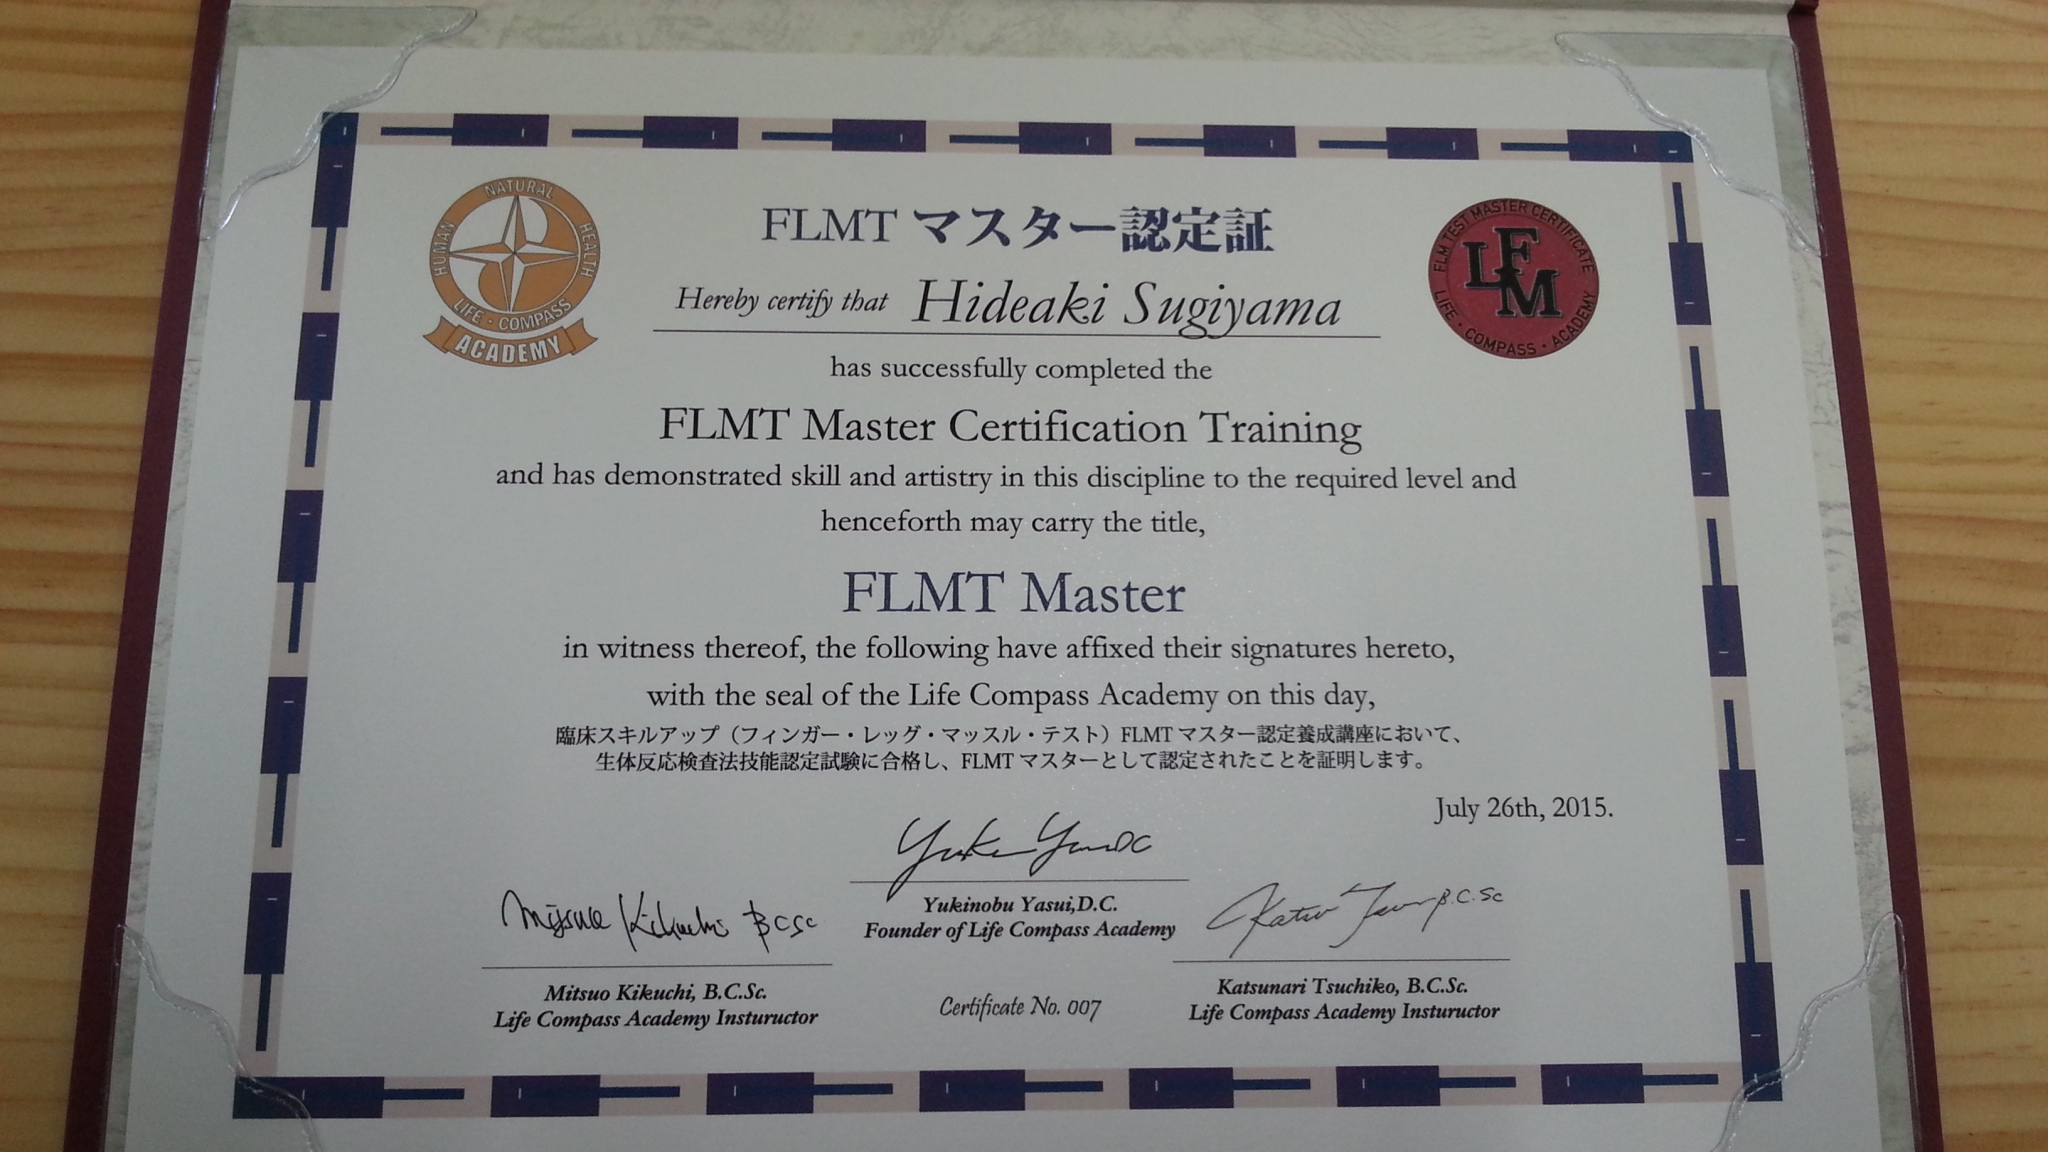 NATURAL
HUMAN
HEALTH
LIFE · COMPASS
ACADEMY
FLMT マスター認定証
FLM TEST MASTER CERTIFICATE
LFM
LIFE · COMPASS · ACADEMY
Hereby certify that Hideaki Sugiyama
has successfully completed the
FLMT Master Certification Training
and has demonstrated skill and artistry in this discipline to the required level and
henceforth may carry the title,
FLMT Master
in witness thereof, the following have affixed their signatures hereto,
with the seal of the Life Compass Academy on this day,
臨床スキルアップ（フィンガー・レッグ・マッスル・テスト）FLMT マスター認定養成講座において、
生体反応検査法技能認定試験に合格し、FLMT マスターとして認定されたことを証明します。
July 26th, 2015.
Yukinobu Yasui,D.C.
Founder of Life Compass Academy
Mitsuo Kikuchi BCSc
Mitsuo Kikuchi, B.C.Sc.
Life Compass Academy Instuructor
B.C.Sc
Katsunari Tsuchiko, B.C.Sc.
Life Compass Academy Instuructor
Certificate No. 007